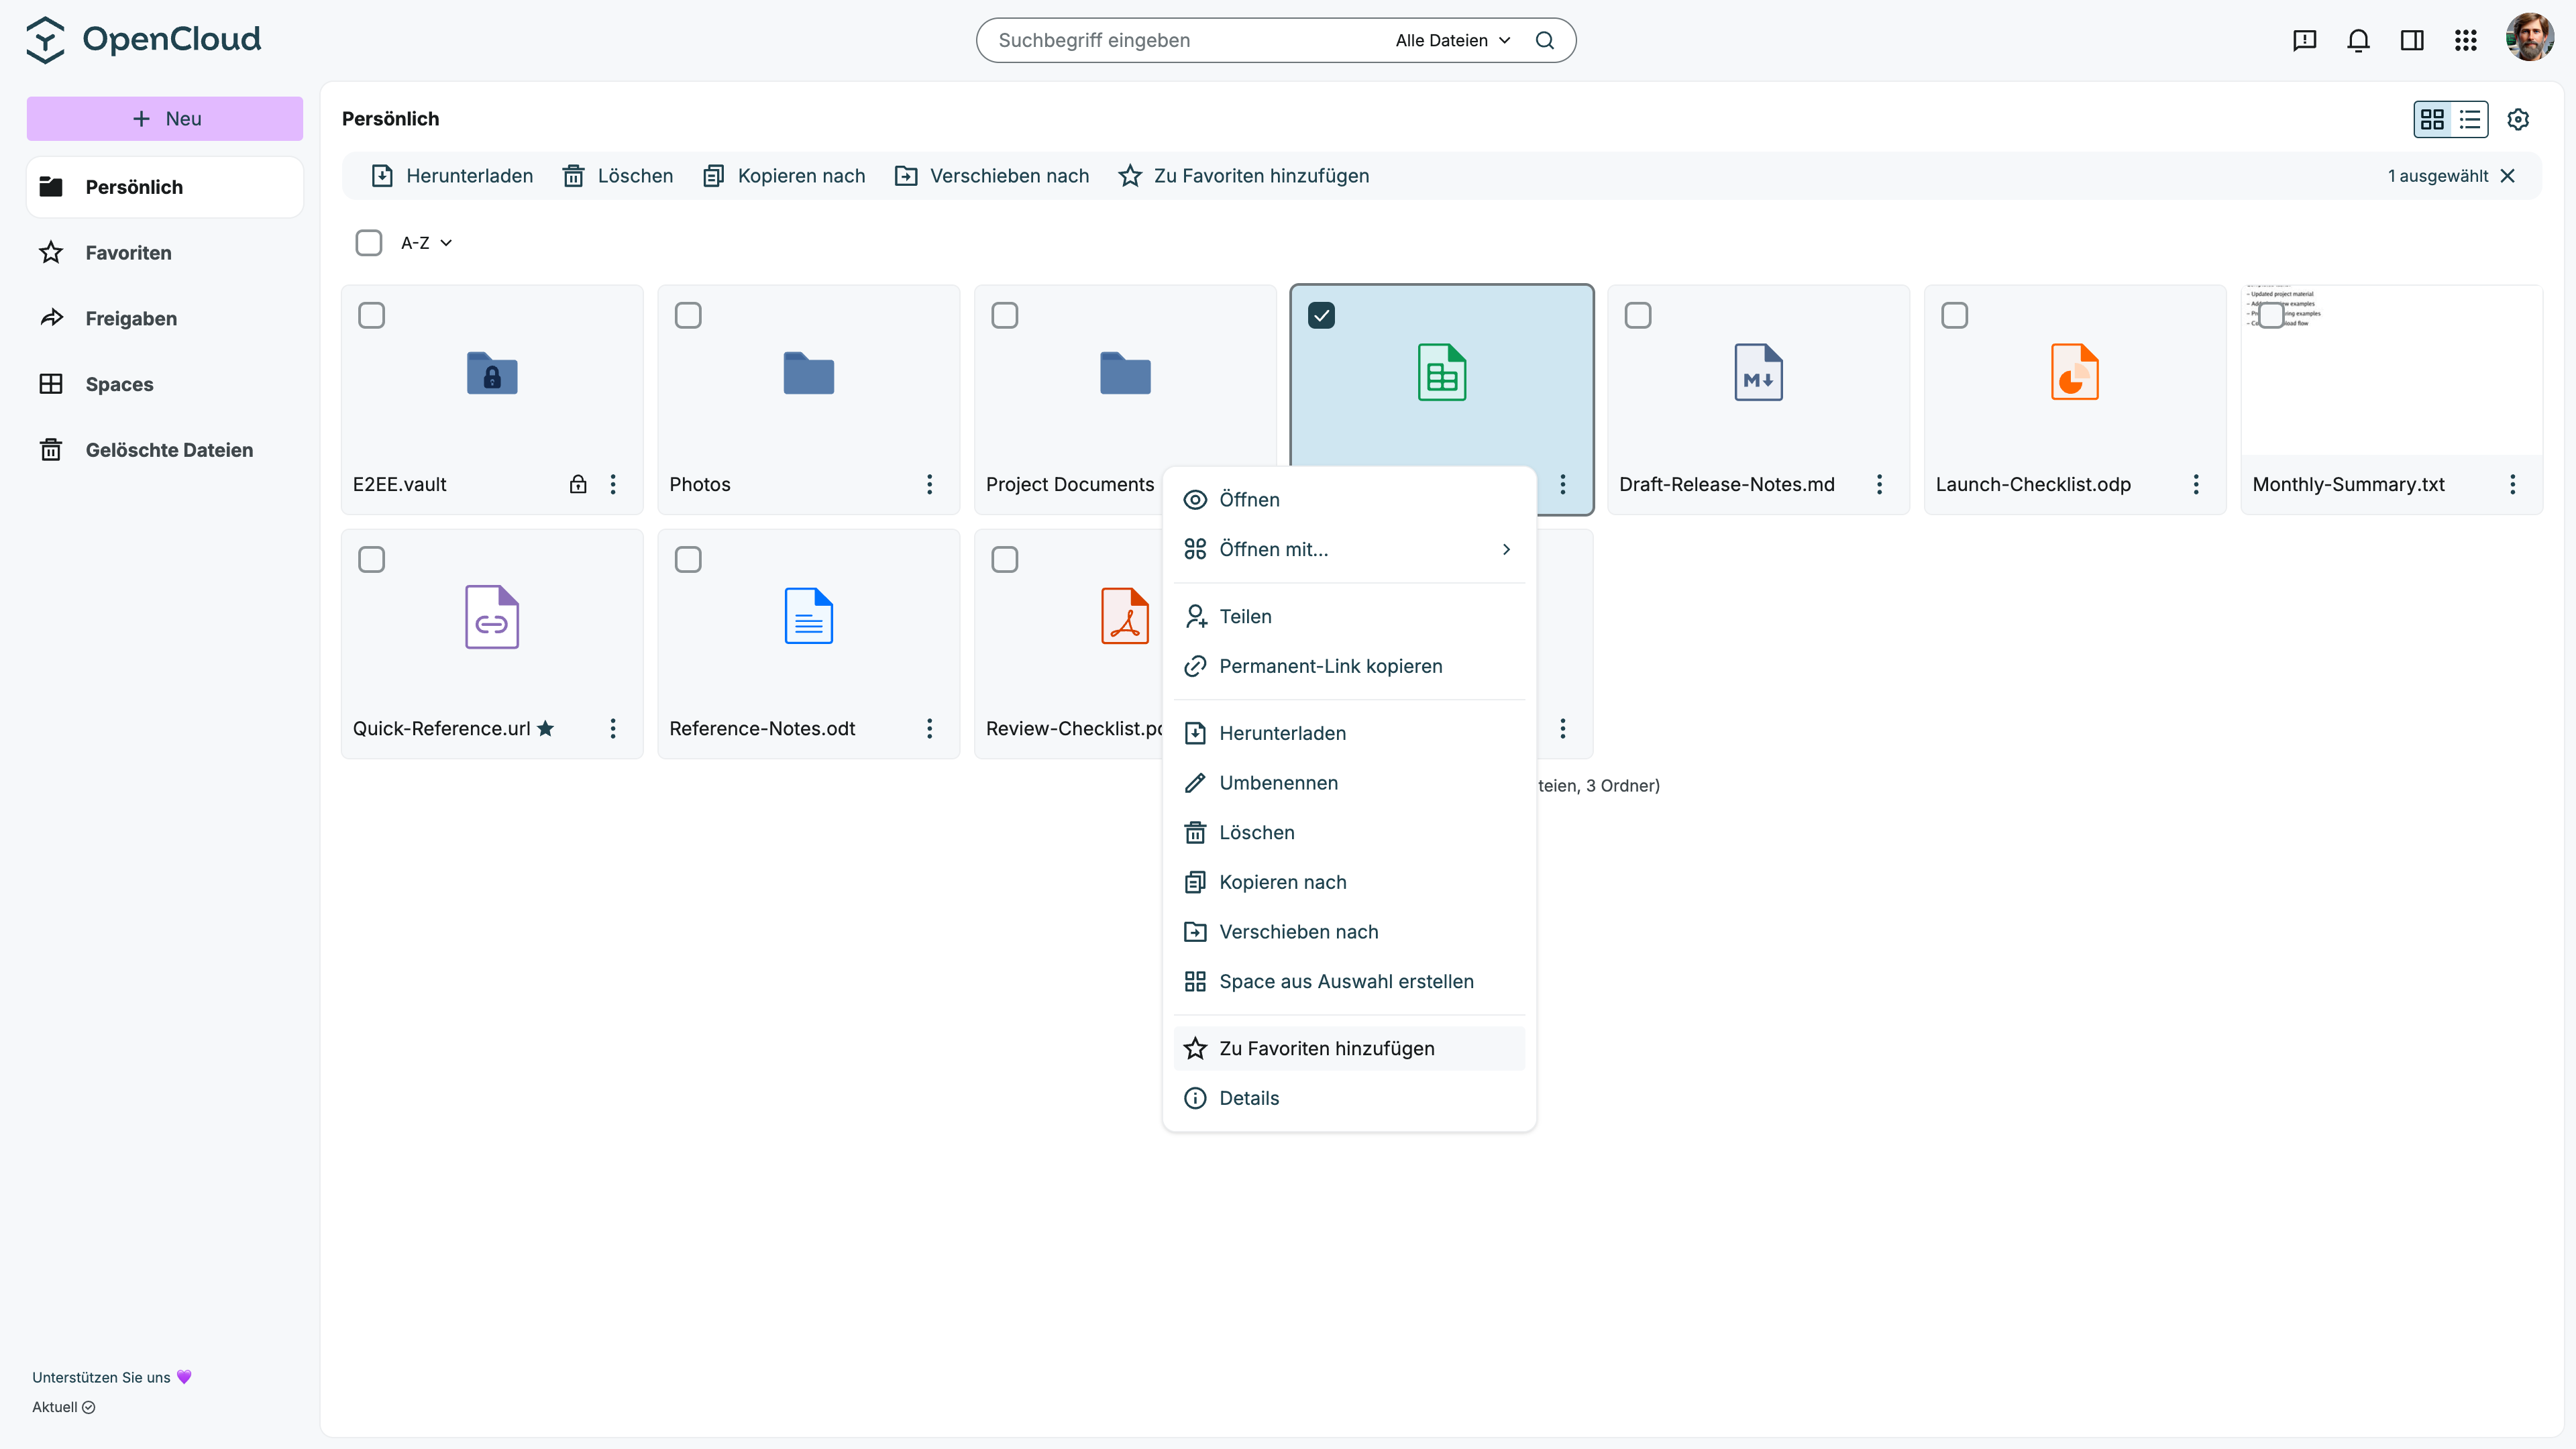 OpenCloud
Suchbegriff eingeben
Alle Dateien
Neu
Persönlich
Favoriten
Freigaben
Spaces
Gelöschte Dateien
Persönlich
Herunterladen
Löschen
Kopieren nach
Verschieben nach
Zu Favoriten hinzufügen
1 ausgewählt
A-Z
– Updated project material
E2EE.vault
Photos
Project Documents
M
Draft-Release-Notes.md
Launch-Checklist.odp
Monthly-Summary.txt
Quick-Reference.url
Reference-Notes.odt
Review-Checklist.
Öffnen
Öffnen mit...
Teilen
Permanent-Link kopieren
Herunterladen
Umbenennen
Löschen
Kopieren nach
Verschieben nach
Space aus Auswahl erstellen
Zu Favoriten hinzufügen
Details
teien, 3 Ordner)
Unterstützen Sie uns 💜
Aktuell